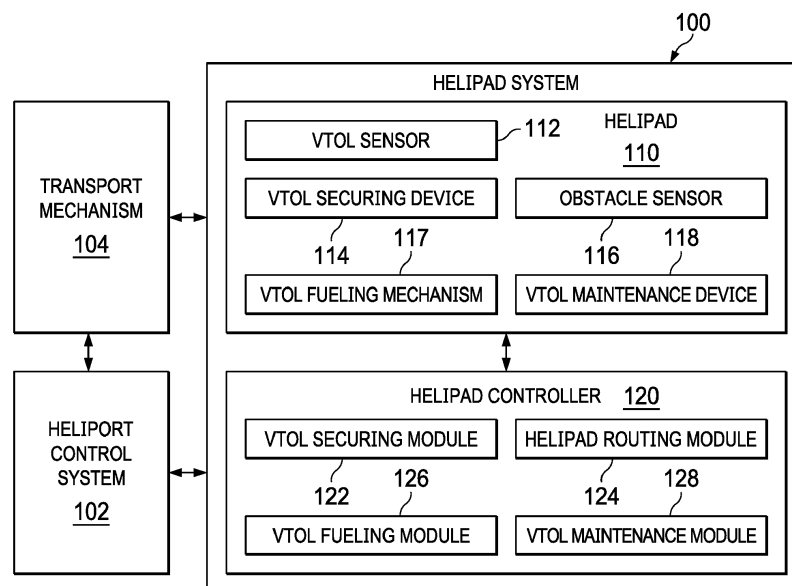 100
HELIPAD SYSTEM
TRANSPORT
MECHANISM
104
HELIPAD
110
VTOL SENSOR
112
VTOL SECURING DEVICE
114
OBSTACLE SENSOR
116
117
VTOL FUELING MECHANISM
118
VTOL MAINTENANCE DEVICE
HELIPORT
CONTROL
SYSTEM
102
HELIPAD CONTROLLER 120
VTOL SECURING MODULE
122
HELIPAD ROUTING MODULE
124
126
VTOL FUELING MODULE
128
VTOL MAINTENANCE MODULE